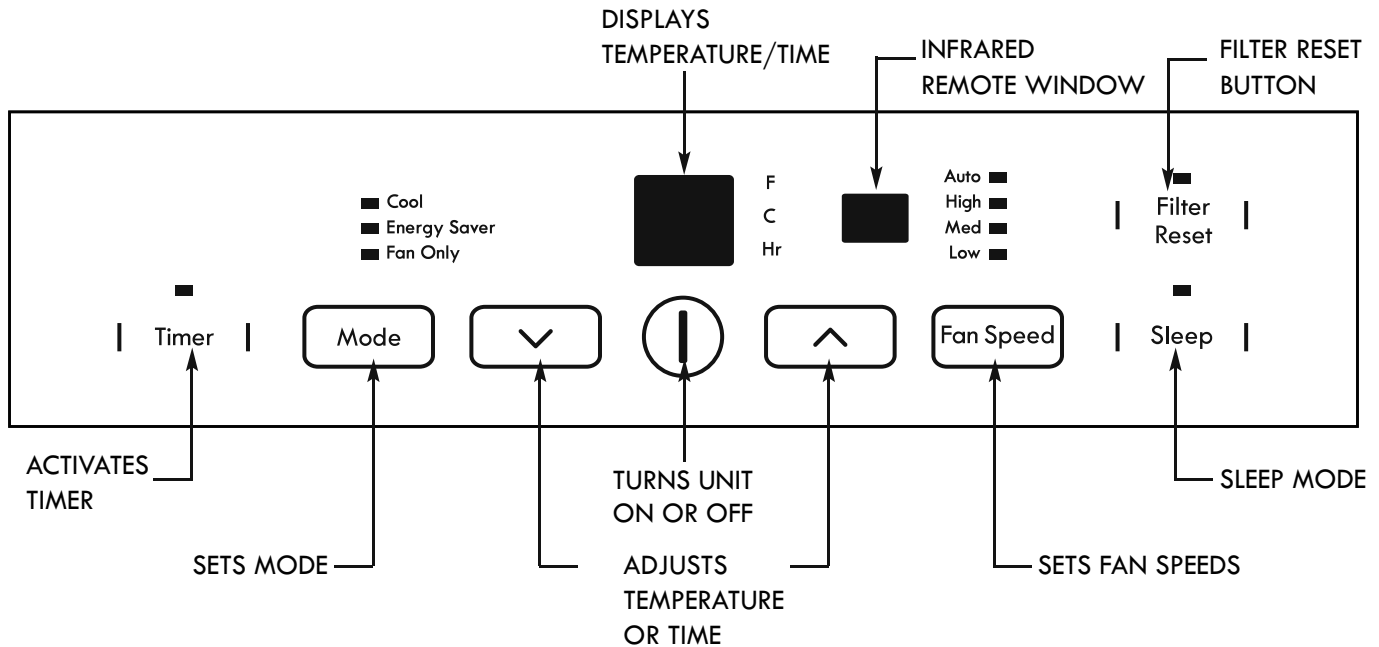 DISPLAYS
TEMPERATURE/TIME
INFRARED
REMOTE WINDOW
FILTER RESET
BUTTON
Cool
Energy Saver
Fan Only
F
C
Hr
Auto
High
Med
Low
Filter
Reset
Timer
Mode
Fan Speed
Sleep
ACTIVATES
TIMER
TURNS UNIT
ON OR OFF
SLEEP MODE
SETS MODE
ADJUSTS
TEMPERATURE
OR TIME
SETS FAN SPEEDS